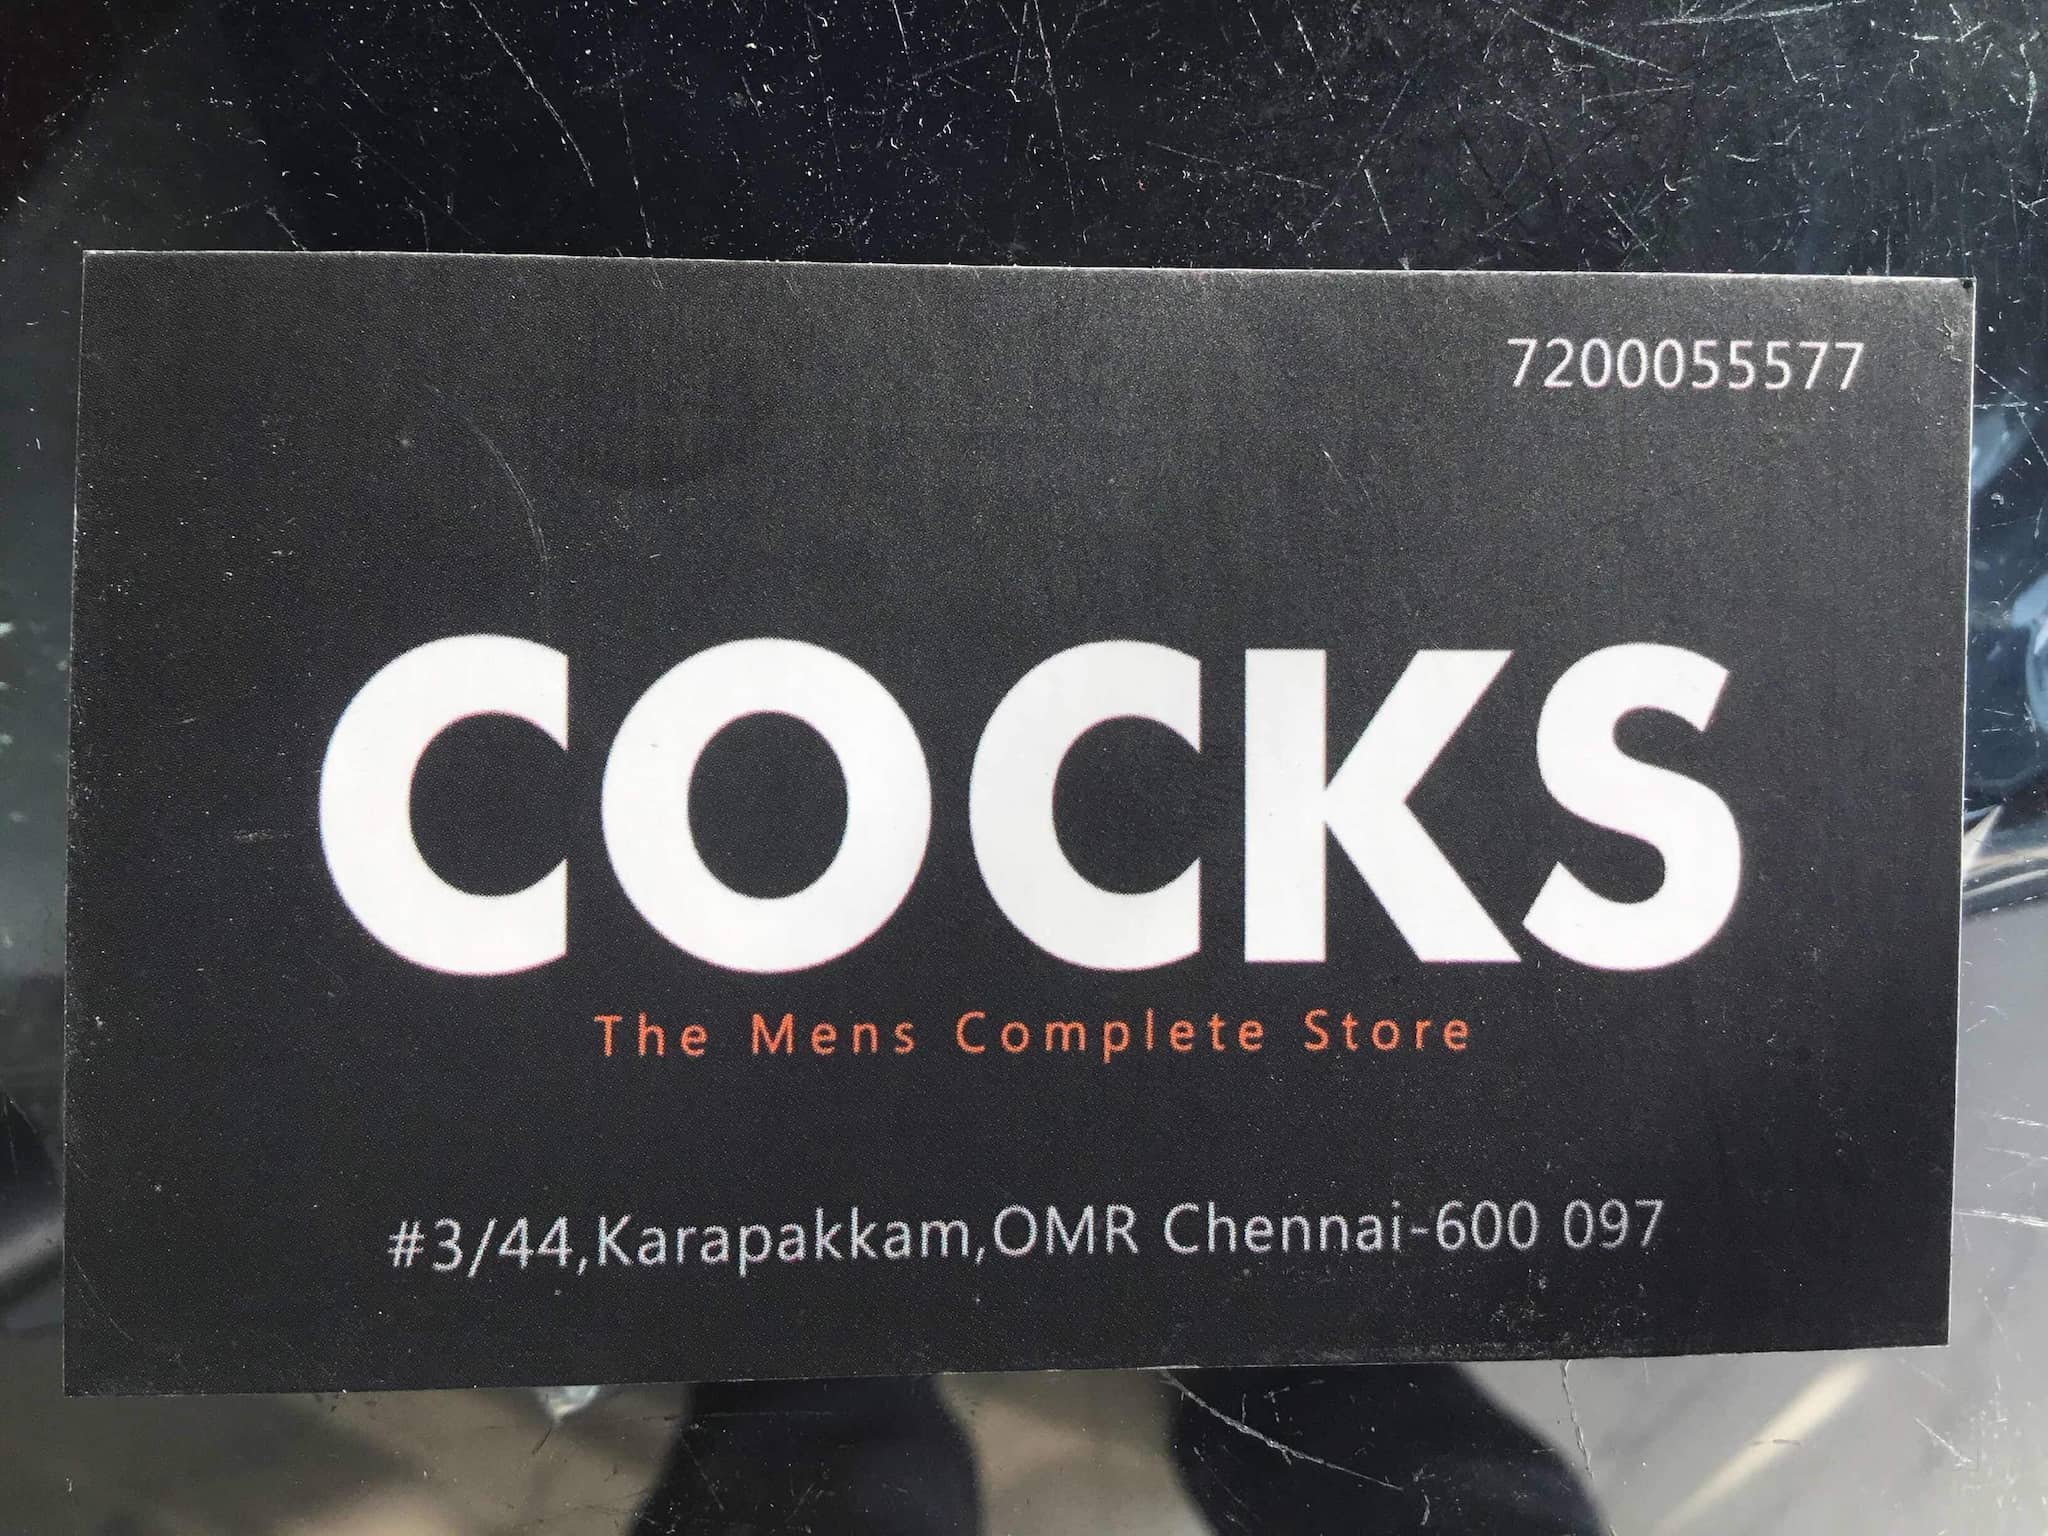 7200055577
COCKS
The Mens Complete Store
#3/44,Karapakkam,OMR Chennai-600 097